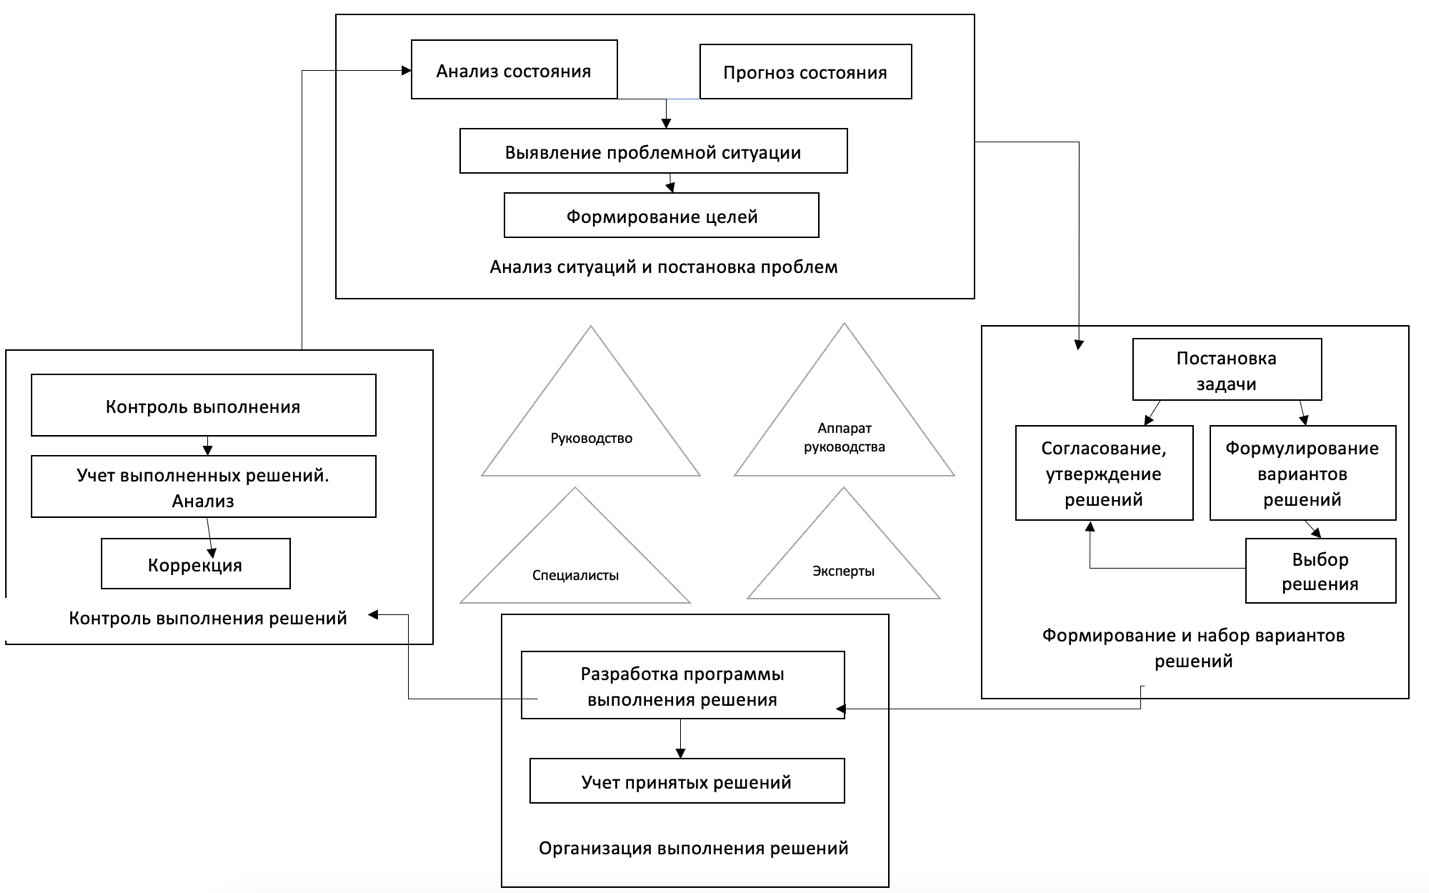 Анализ состояния
Прогноз состояния
Выявление проблемной ситуации
Формирование целей
Анализ ситуаций и постановка проблем
Контроль выполнения
Учет выполненных решений.
Анализ
Коррекция
Контроль выполнения решений
Руководство
Аппарат
руководства
Специалисты
Эксперты
Постановка
задачи
Согласование,
утверждение
решений
Формулирование
вариантов
решений
Выбор
решения
Формирование и набор вариантов
решений
Разработка программы
выполнения решения
Учет принятых решений
Организация выполнения решений